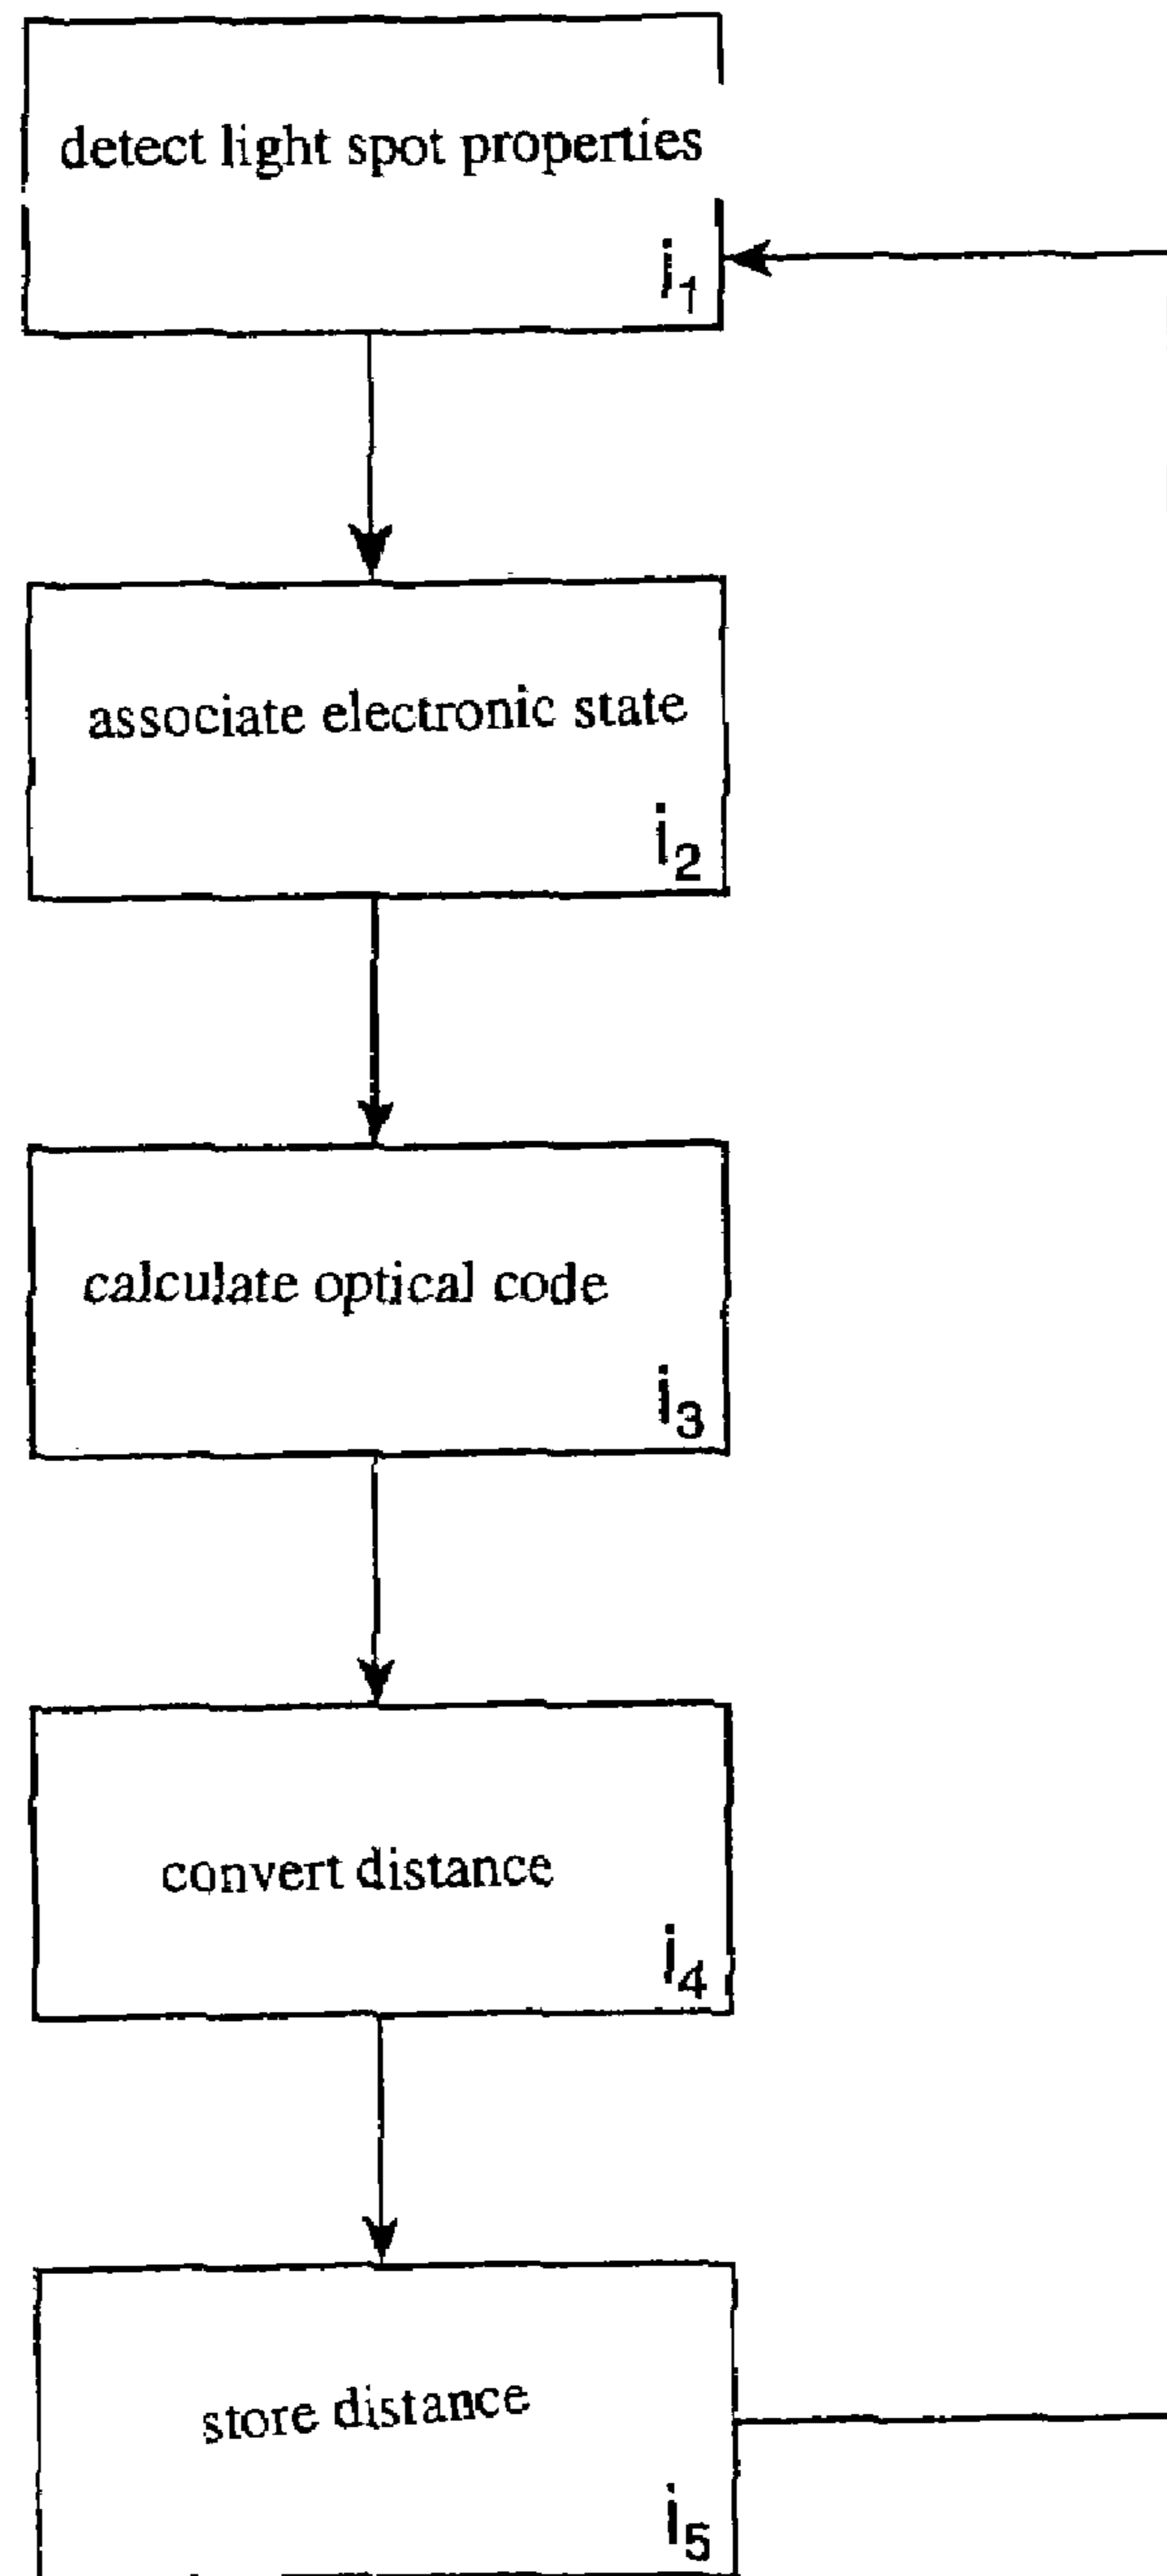 detect light spot properties
i₁
associate electronic state
i₂
calculate optical code
i₃
convert distance
i₄
store distance
i₅